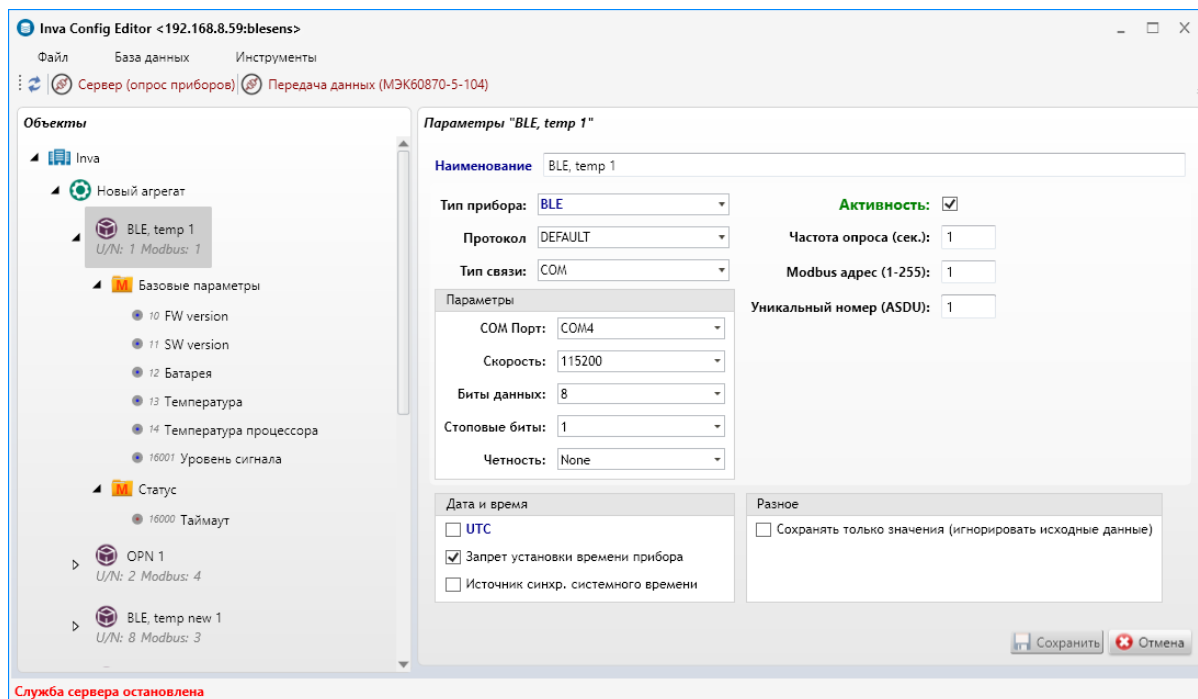 Inva Config Editor <192.168.8.59:blesens>
Файл База данных Инструменты
Сервер (опрос приборов) Передача данных (МЭК60870-5-104)
Объекты
Inva
Новый агрегат
BLE, temp 1
U/N: 1 Modbus: 1
М Базовые параметры
10 FW version
11 SW version
12 Батарея
13 Температура
14 Температура процессора
16001 Уровень сигнала
М Статус
16000 Таймаут
OPN 1
U/N: 2 Modbus: 4
BLE, temp new 1
U/N: 8 Modbus: 3
Параметры "BLE, temp 1"
Наименование BLE, temp 1
Тип прибора: BLE
Протокол DEFAULT
Тип связи: COM
Параметры
COM Порт: COM4
Скорость: 115200
Биты данных: 8
Стоповые биты: 1
Четность: None
Активность:
Частота опроса (сек.): 1
Modbus адрес (1-255): 1
Уникальный номер (ASDU): 1
Дата и время
UTC
Запрет установки времени прибора
Источник синхр. системного времени
Разное
Сохранять только значения (игнорировать исходные данные)
Сохранить Отмена
Служба сервера остановлена